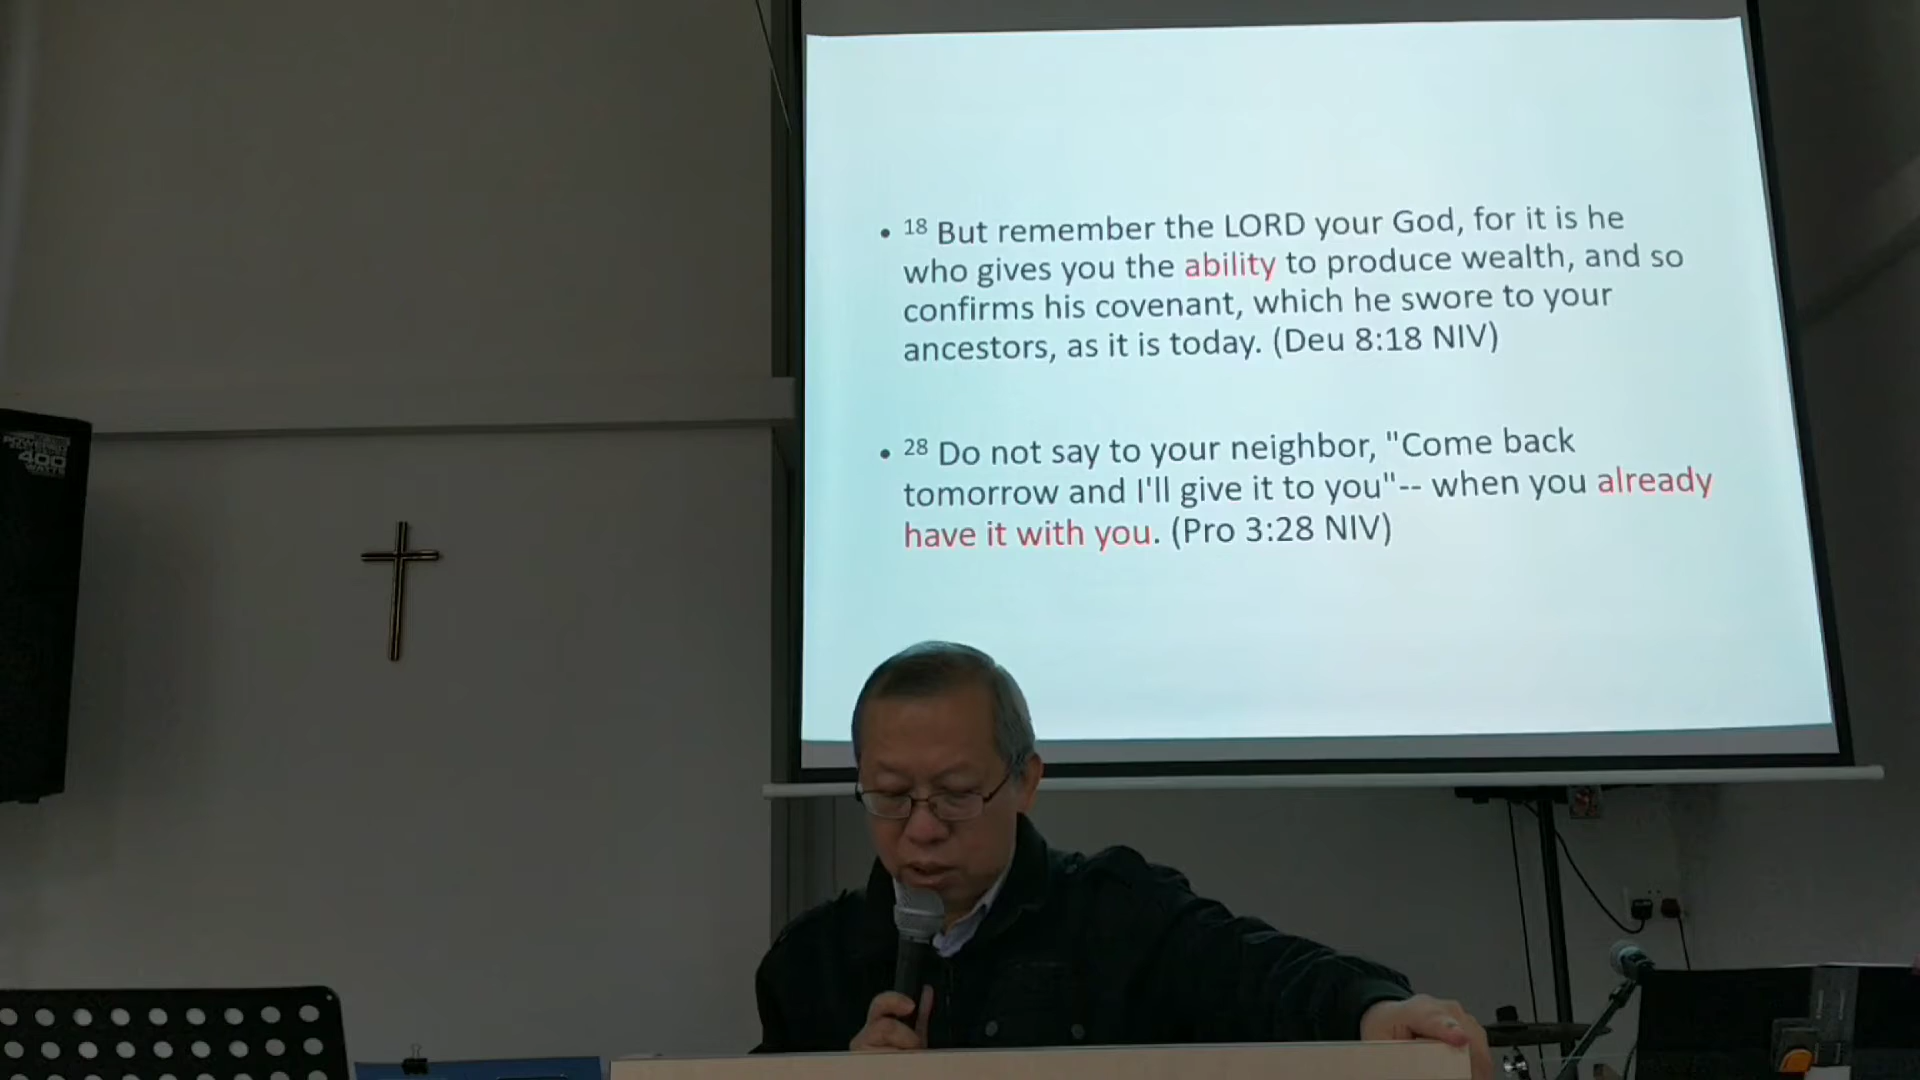 • 18 But remember the LORD your God, for it is he
who gives you the ability to produce wealth, and so
confirms his covenant, which he swore to your
ancestors, as it is today. (Deu 8:18 NIV)
• 28 Do not say to your neighbor, "Come back
tomorrow and I'll give it to you"-- when you already
have it with you. (Pro 3:28 NIV)
POWERED
400
WATTS